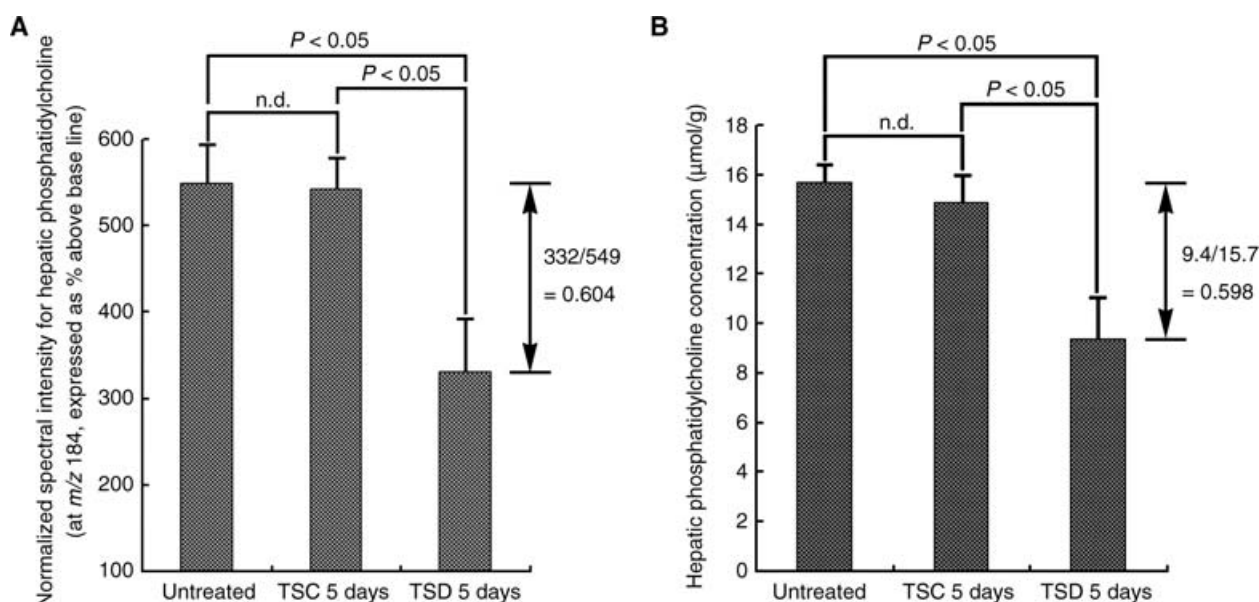 A
Normalized spectral intensity for hepatic phosphatidylcholine
(at m/z 184, expressed as % above base line)
P < 0.05
P < 0.05
n.d.
600
500
400
300
200
100
332/549
= 0.604
Untreated
TSC 5 days
TSD 5 days
B
Hepatic phosphatidylcholine concentration (μmol/g)
P < 0.05
P < 0.05
n.d.
18
16
14
12
10
8
6
4
2
0
9.4/15.7
= 0.598
Untreated
TSC 5 days
TSD 5 days